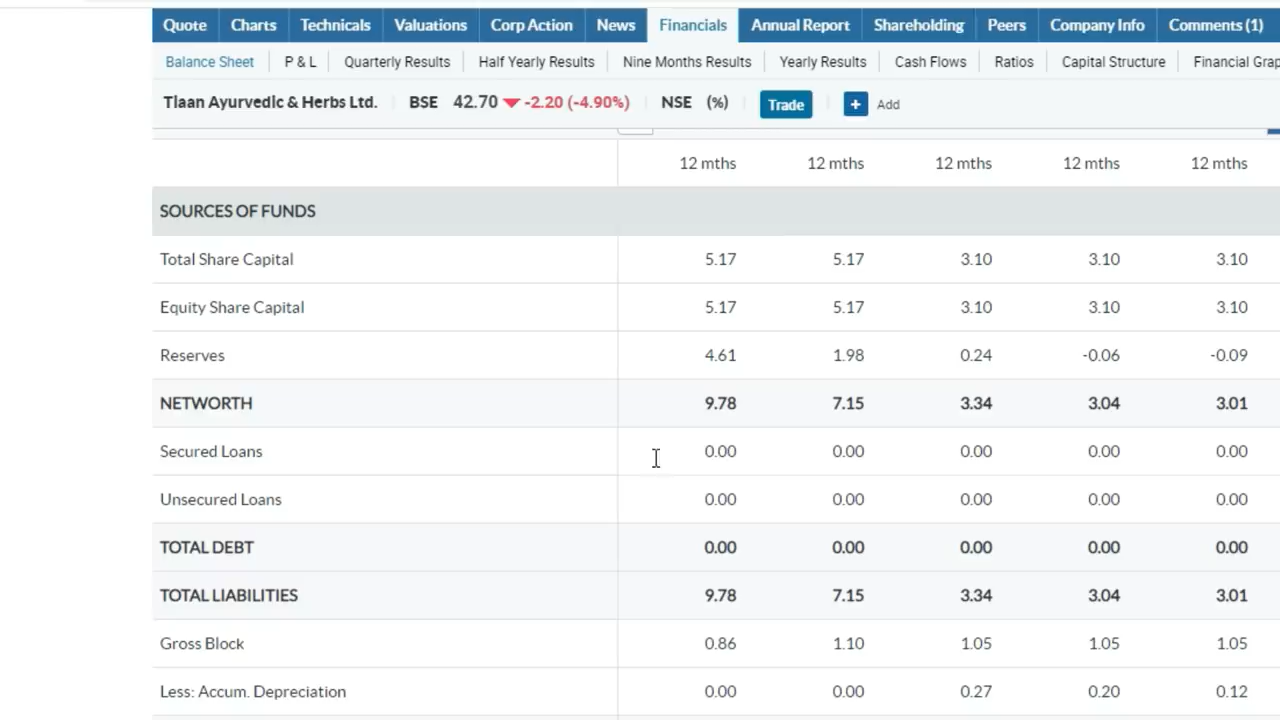 Quote Charts Technicals Valuations Corp Action News Financials Annual Report Shareholding Peers Company Info Comments (1)
Balance Sheet P & L Quarterly Results Half Yearly Results Nine Months Results Yearly Results Cash Flows Ratios Capital Structure Financial Grap
Tiaan Ayurvedic & Herbs Ltd. BSE 42.70 -2.20 (-4.90%) NSE (%) Trade + Add
12 mths 12 mths 12 mths 12 mths 12 mths
SOURCES OF FUNDS
Total Share Capital 5.17 5.17 3.10 3.10 3.10
Equity Share Capital 5.17 5.17 3.10 3.10 3.10
Reserves 4.61 1.98 0.24 -0.06 -0.09
NETWORTH 9.78 7.15 3.34 3.04 3.01
Secured Loans 0.00 0.00 0.00 0.00 0.00
Unsecured Loans 0.00 0.00 0.00 0.00 0.00
TOTAL DEBT 0.00 0.00 0.00 0.00 0.00
TOTAL LIABILITIES 9.78 7.15 3.34 3.04 3.01
Gross Block 0.86 1.10 1.05 1.05 1.05
Less: Accum. Depreciation 0.00 0.00 0.27 0.20 0.12